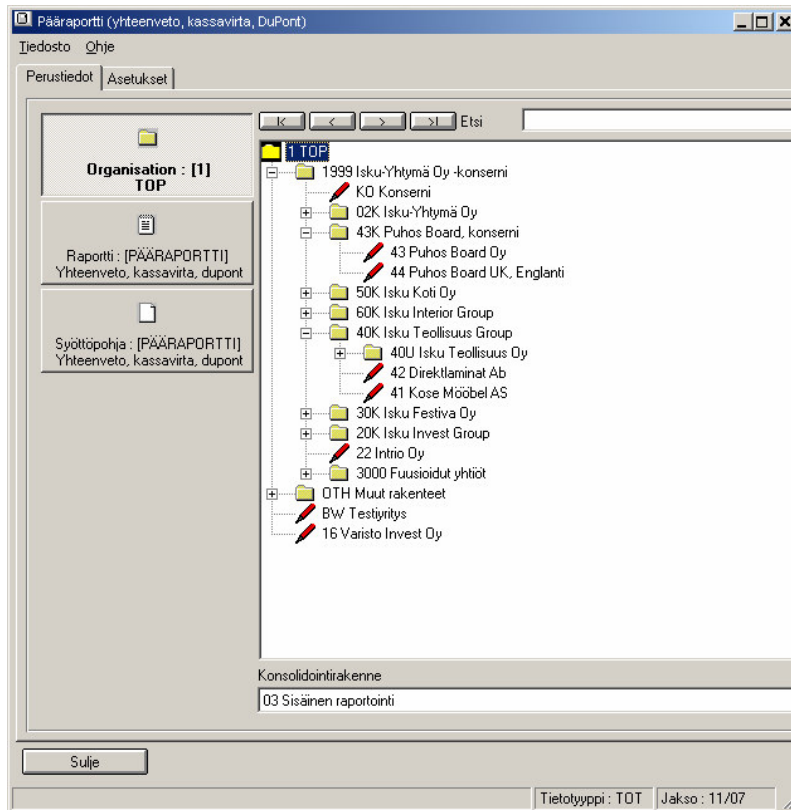 Pääraportti (yhteenveto, kassavirta, DuPont)
Tiedosto Ohje
Perustiedot Asetukset
Organisation : [1]
TOP
Raportti : [PÄÄRAPORTTI]
Yhteenveto, kassavirta, dupont
Syöttöpohja : [PÄÄRAPORTTI]
Yhteenveto, kassavirta, dupont
Etsi
1 TOP
1999 Isku-Yhtymä Oy -konserni
KO Konserni
02K Isku-Yhtymä Oy
43K Puhos Board, konserni
43 Puhos Board Oy
44 Puhos Board UK, Englanti
50K Isku Koti Oy
60K Isku Interior Group
40K Isku Teollisuus Group
40U Isku Teollisuus Oy
42 Direktlaminat Ab
41 Kose Mööbel AS
30K Isku Festiva Oy
20K Isku Invest Group
22 Intrio Oy
3000 Fuusioidut yhtiöt
OTH Muut rakenteet
BW Testiyritys
16 Varisto Invest Oy
Konsolidointirakenne
03 Sisäinen raportointi
Sulje
Tietotyyppi : TOT Jakso : 11/07